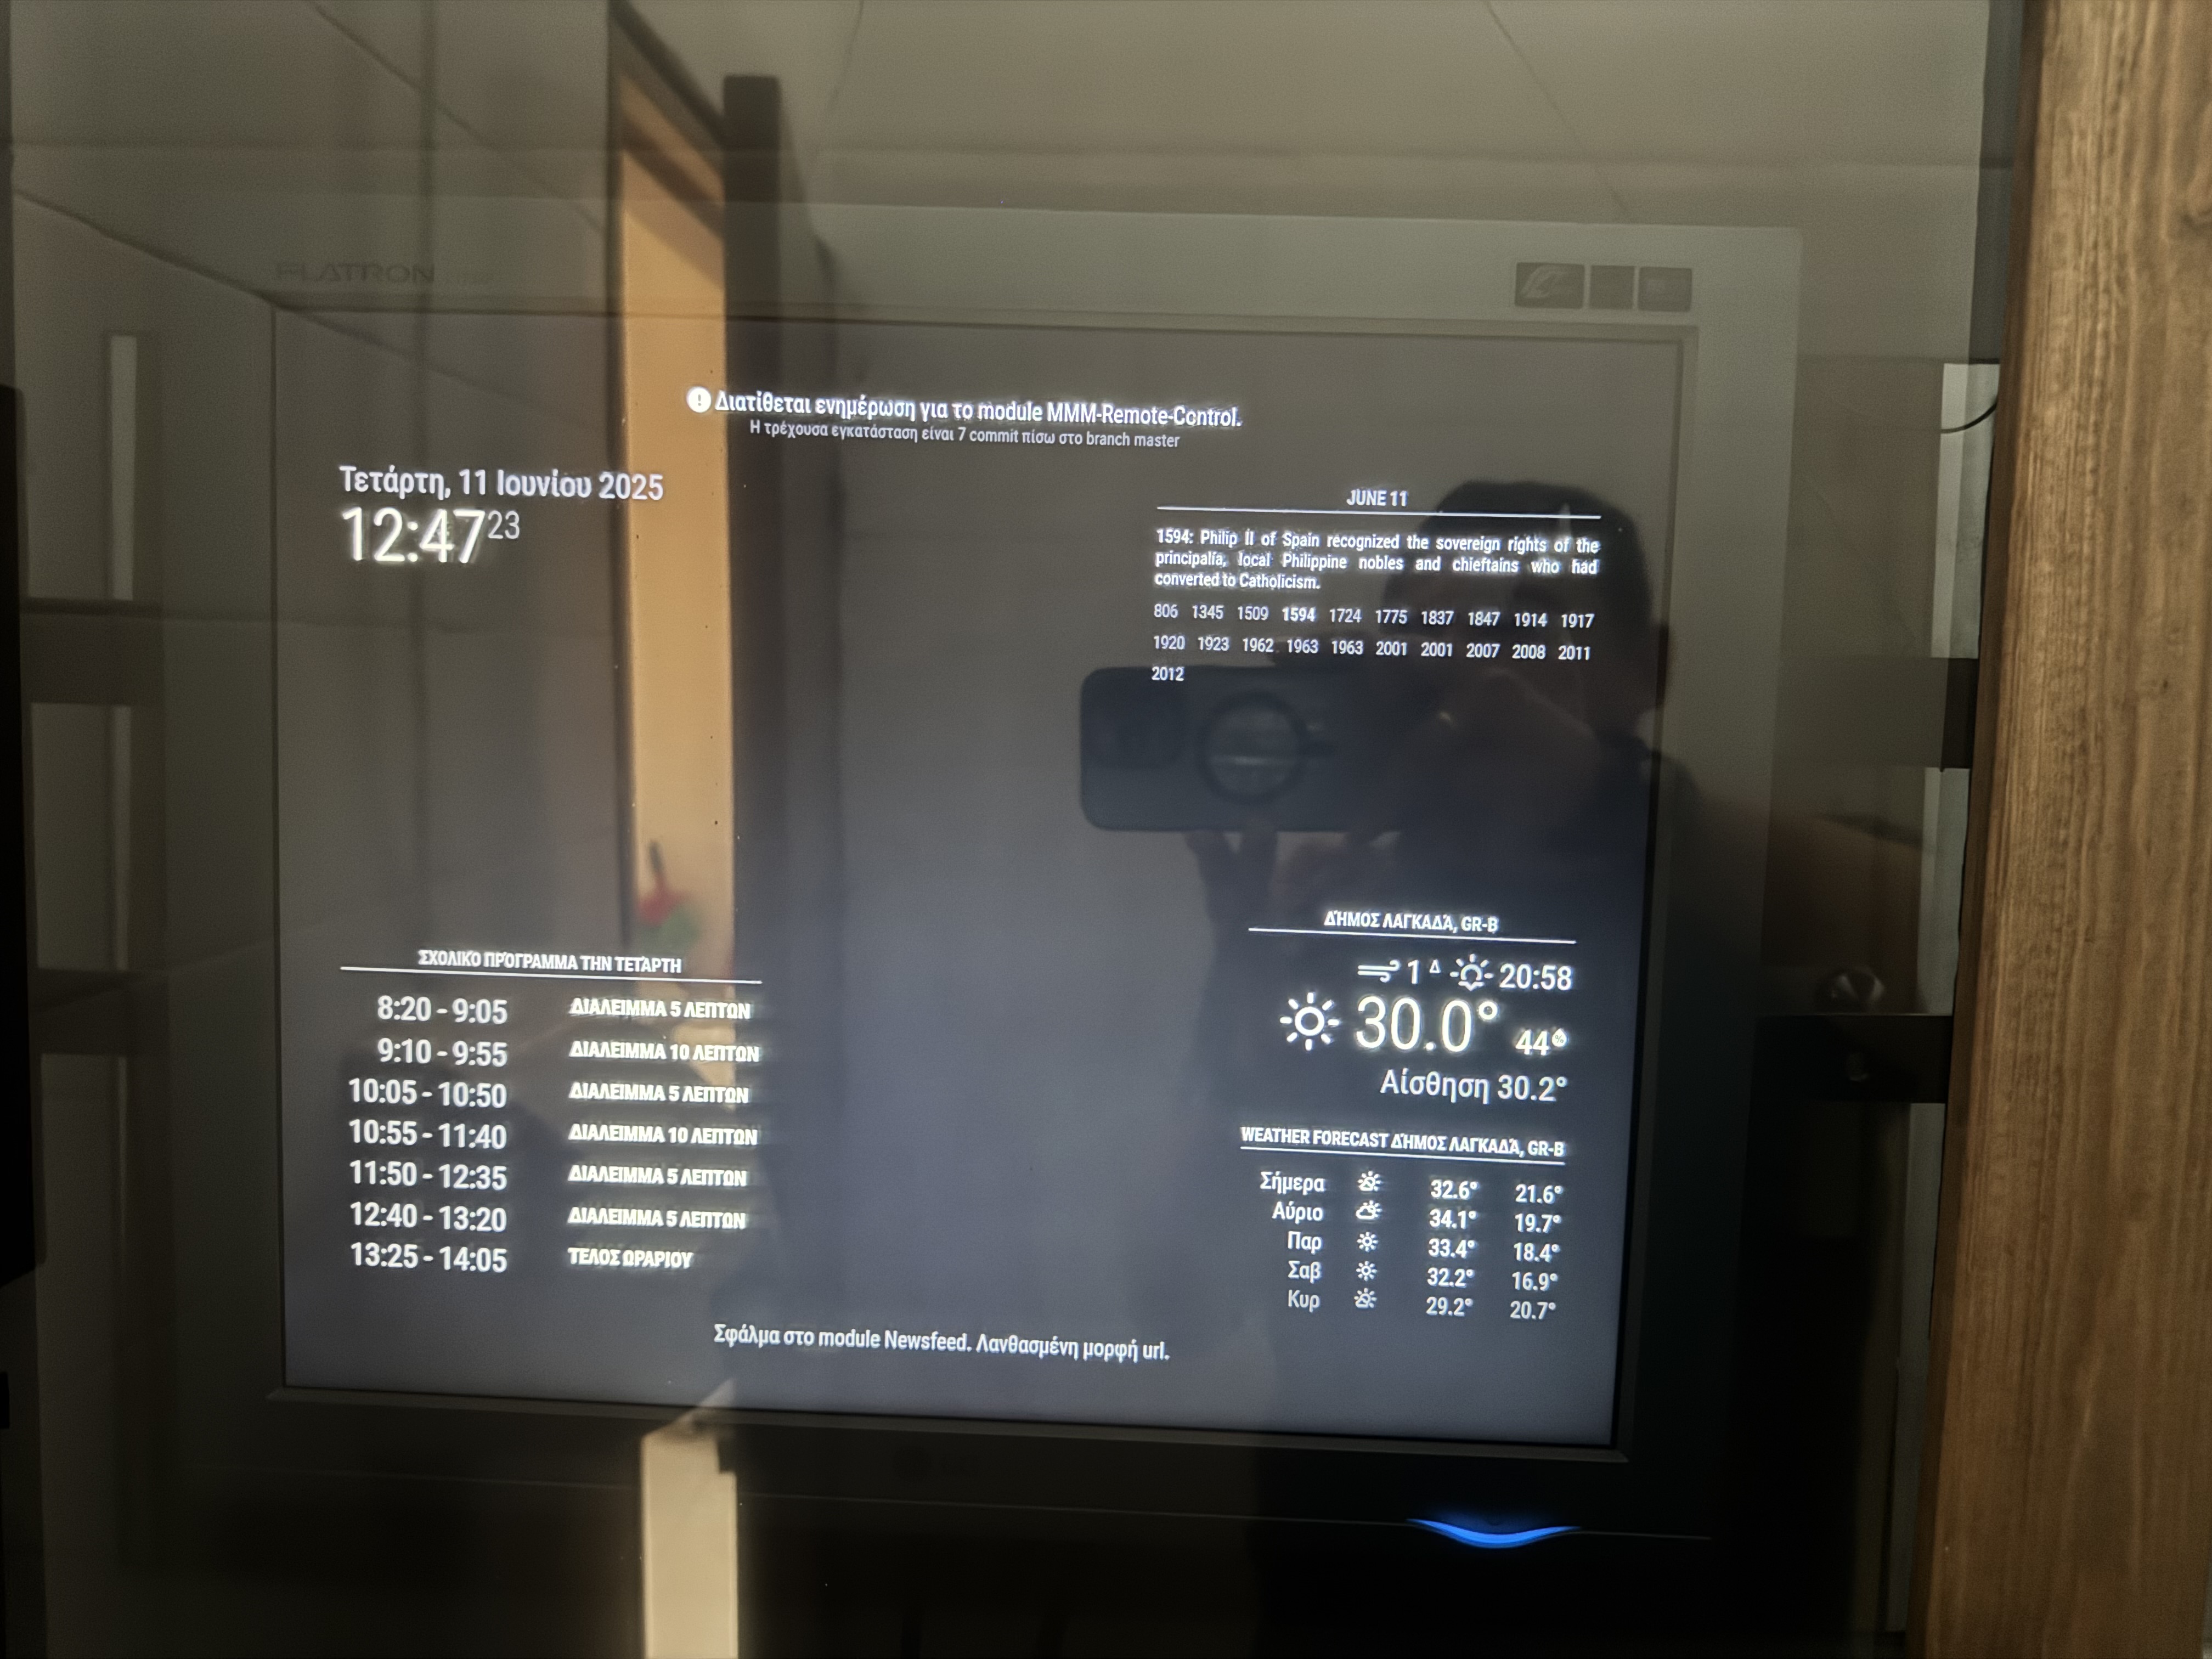 FLATRON
Διατίθεται ενημέρωση για το module MMM-Remote-Control.
Η τρέχουσα εγκατάσταση είναι 7 commit πίσω στο branch master
Τετάρτη, 11 Ιουνίου 2025
12:47 23
JUNE 11
1594: Philip II of Spain recognized the sovereign rights of the
principalía, local Philippine nobles and chieftains who had
converted to Catholicism.
806 1345 1509 1594 1724 1775 1837 1847 1914 1917
1920 1923 1962 1963 1963 2001 2001 2007 2008 2011
2012
ΣΧΟΛΙΚΌ ΠΡΌΓΡΑΜΜΑ ΤΗΝ ΤΕΤΆΡΤΗ
8:20 - 9:05 ΔΙΑΛΕΙΜΜΑ 5 ΛΕΠΤΩΝ
9:10 - 9:55 ΔΙΑΛΕΙΜΜΑ 10 ΛΕΠΤΩΝ
10:05 - 10:50 ΔΙΑΛΕΙΜΜΑ 5 ΛΕΠΤΩΝ
10:55 - 11:40 ΔΙΑΛΕΙΜΜΑ 10 ΛΕΠΤΩΝ
11:50 - 12:35 ΔΙΑΛΕΙΜΜΑ 5 ΛΕΠΤΩΝ
12:40 - 13:20 ΔΙΑΛΕΙΜΜΑ 5 ΛΕΠΤΩΝ
13:25 - 14:05 ΤΕΛΟΣ ΩΡΑΡΙΟΥ
ΔΉΜΟΣ ΛΑΓΚΑΔΆ, GR-B
1 Δ 20:58
30.0° 44%
Αίσθηση 30.2°
WEATHER FORECAST ΔΉΜΟΣ ΛΑΓΚΑΔΆ, GR-B
Σήμερα 32.6° 21.6°
Αύριο 34.1° 19.7°
Παρ 33.4° 18.4°
Σαβ 32.2° 16.9°
Κυρ 29.2° 20.7°
Σφάλμα στο module Newsfeed. Λανθασμένη μορφή url.